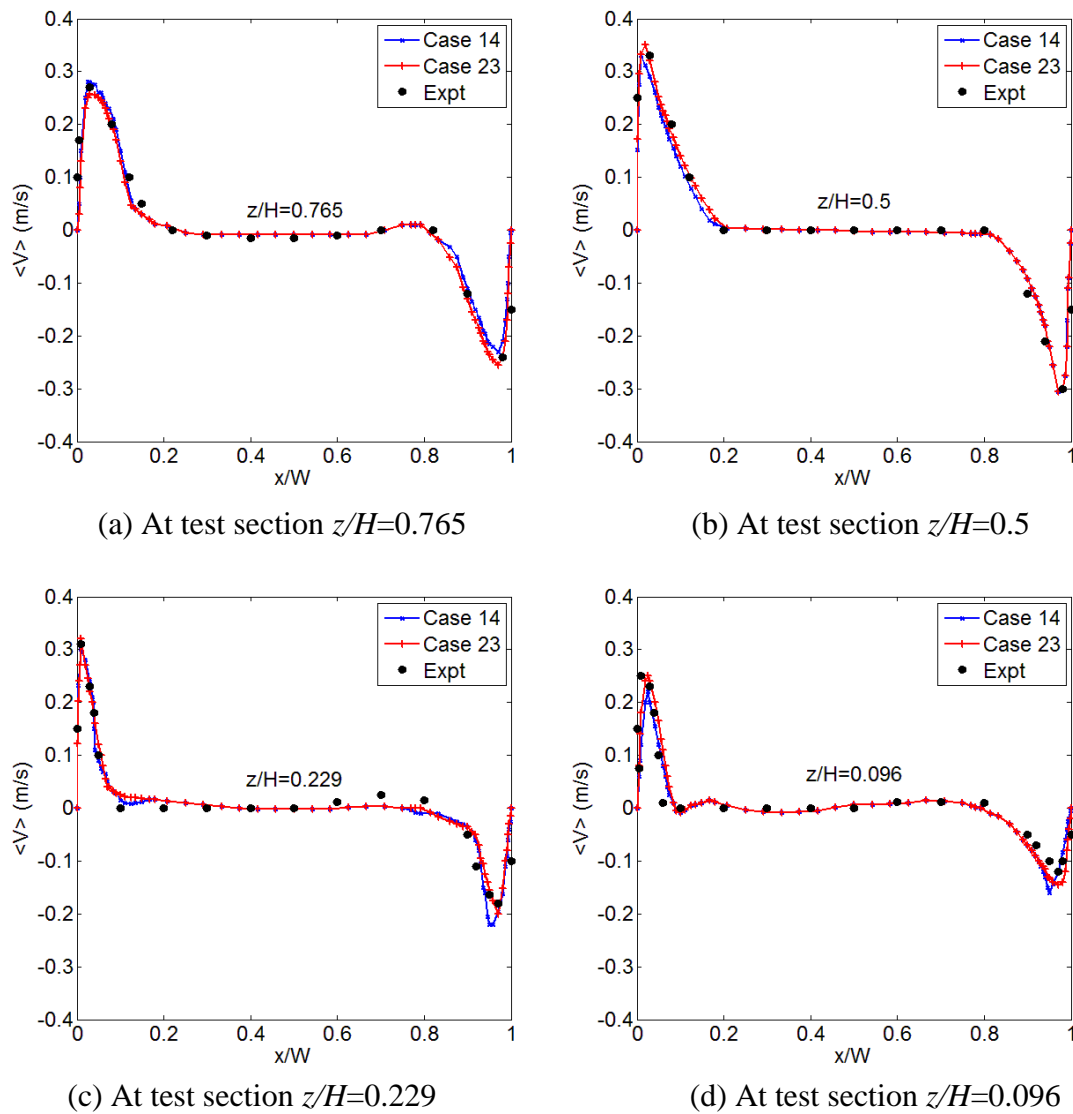 0.4
0.3
0.2
0.1
0
-0.1
-0.2
-0.3
-0.4
<V> (m/s)
Case 14
Case 23
Expt
z/H=0.765
0 0.2 0.4 0.6 0.8 1
x/W
(a) At test section z/H=0.765
0.4
0.3
0.2
0.1
0
-0.1
-0.2
-0.3
-0.4
<V> (m/s)
Case 14
Case 23
Expt
z/H=0.5
0 0.2 0.4 0.6 0.8 1
x/W
(b) At test section z/H=0.5
0.4
0.3
0.2
0.1
0
-0.1
-0.2
-0.3
-0.4
<V> (m/s)
Case 14
Case 23
Expt
z/H=0.229
0 0.2 0.4 0.6 0.8 1
x/W
(c) At test section z/H=0.229
0.4
0.3
0.2
0.1
0
-0.1
-0.2
-0.3
-0.4
<V> (m/s)
Case 14
Case 23
Expt
z/H=0.096
0 0.2 0.4 0.6 0.8 1
x/W
(d) At test section z/H=0.096